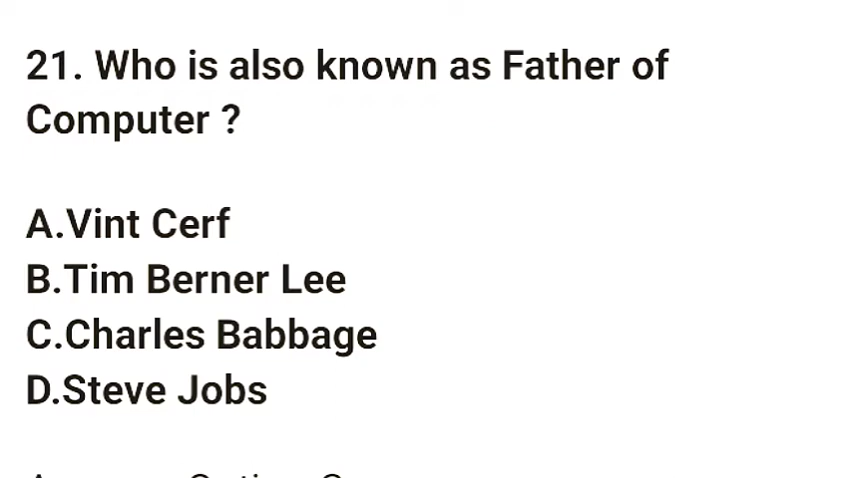 21. Who is also known as Father of
Computer ?
A.Vint Cerf
B.Tim Berner Lee
C.Charles Babbage
D.Steve Jobs